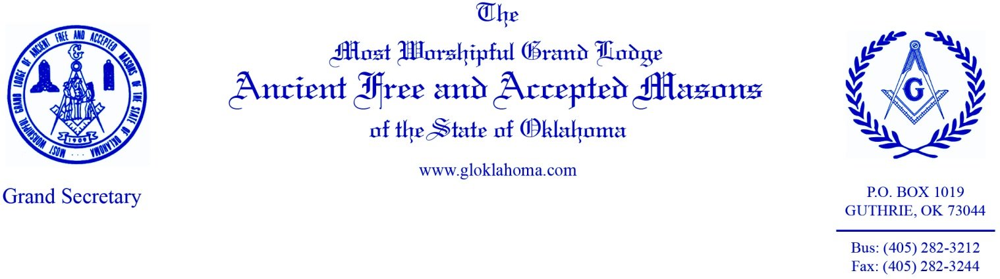 The
Most Worshipful Grand Lodge
Ancient Free and Accepted Masons
of the State of Oklahoma
www.gloklahoma.com
MOST WORSHIPFUL GRAND LODGE OF ANCIENT FREE AND ACCEPTED MASONS OF THE STATE OF OKLAHOMA ...
G
1909
Grand Secretary
G
P.O. BOX 1019
GUTHRIE, OK 73044
Bus: (405) 282-3212
Fax: (405) 282-3244